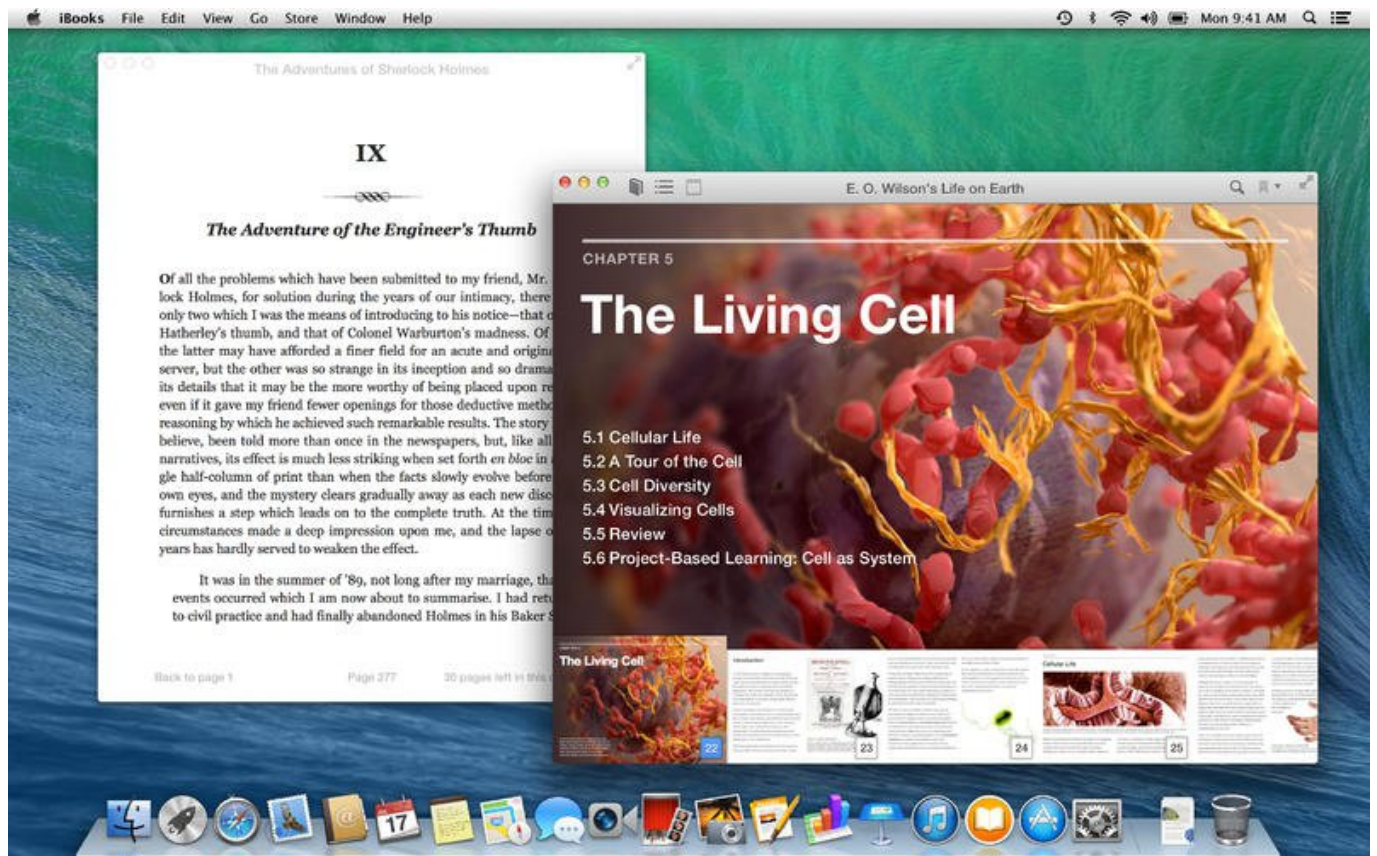 iBooks File Edit View Go Store Window Help
Mon 9:41 AM
The Adventures of Sherlock Holmes
IX
The Adventure of the Engineer's Thumb
Of all the problems which have been submitted to my friend, Mr.
lock Holmes, for solution during the years of our intimacy, there
only two which I was the means of introducing to his notice—that
Hatherley's thumb, and that of Colonel Warburton's madness. Of
the latter may have afforded a finer field for an acute and origin
server, but the other was so strange in its inception and so drama
its details that it may be the more worthy of being placed upon re
even if it gave my friend fewer openings for those deductive metho
reasoning by which he achieved such remarkable results. The story
believe, been told more than once in the newspapers, but, like all
narratives, its effect is much less striking when set forth en bloc in
gle half-column of print than when the facts slowly evolve before
own eyes, and the mystery clears gradually away as each new disc
furnishes a step which leads on to the complete truth. At the tim
circumstances made a deep impression upon me, and the lapse o
years has hardly served to weaken the effect.
It was in the summer of '89, not long after my marriage, tha
events occurred which I am now about to summarise. I had retu
to civil practice and had finally abandoned Holmes in his Baker S
Back to page 1
Page 277
30 pages left in this
E. O. Wilson's Life on Earth
CHAPTER 5
The Living Cell
5.1 Cellular Life
5.2 A Tour of the Cell
5.3 Cell Diversity
5.4 Visualizing Cells
5.5 Review
5.6 Project-Based Learning: Cell as System
The Living Cell
22
Introduction
23
24
Cellular Life
25
17